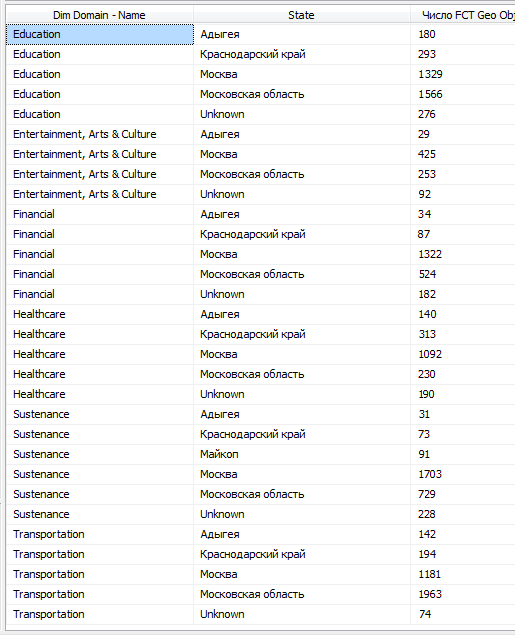 Dim Domain - Name State Число FCT Geo Ob
Education Адыгея 180
Education Краснодарский край 293
Education Москва 1329
Education Московская область 1566
Education Unknown 276
Entertainment, Arts & Culture Адыгея 29
Entertainment, Arts & Culture Москва 425
Entertainment, Arts & Culture Московская область 253
Entertainment, Arts & Culture Unknown 92
Financial Адыгея 34
Financial Краснодарский край 87
Financial Москва 1322
Financial Московская область 524
Financial Unknown 182
Healthcare Адыгея 140
Healthcare Краснодарский край 313
Healthcare Москва 1092
Healthcare Московская область 230
Healthcare Unknown 190
Sustenance Адыгея 31
Sustenance Краснодарский край 73
Sustenance Майкоп 91
Sustenance Москва 1703
Sustenance Московская область 729
Sustenance Unknown 228
Transportation Адыгея 142
Transportation Краснодарский край 194
Transportation Москва 1181
Transportation Московская область 1963
Transportation Unknown 74